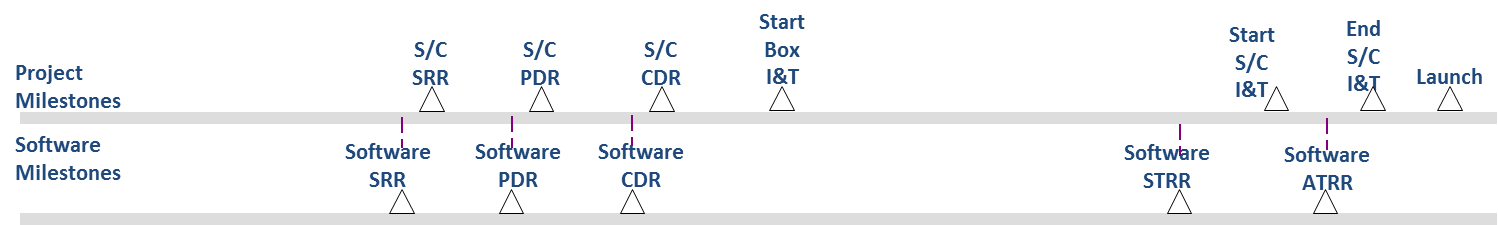 Project
Milestones
S/C
SRR
S/C
PDR
S/C
CDR
Start
Box
I&T
Start
S/C
I&T
End
S/C
I&T
Launch
Software
Milestones
Software
SRR
Software
PDR
Software
CDR
Software
STRR
Software
ATRR